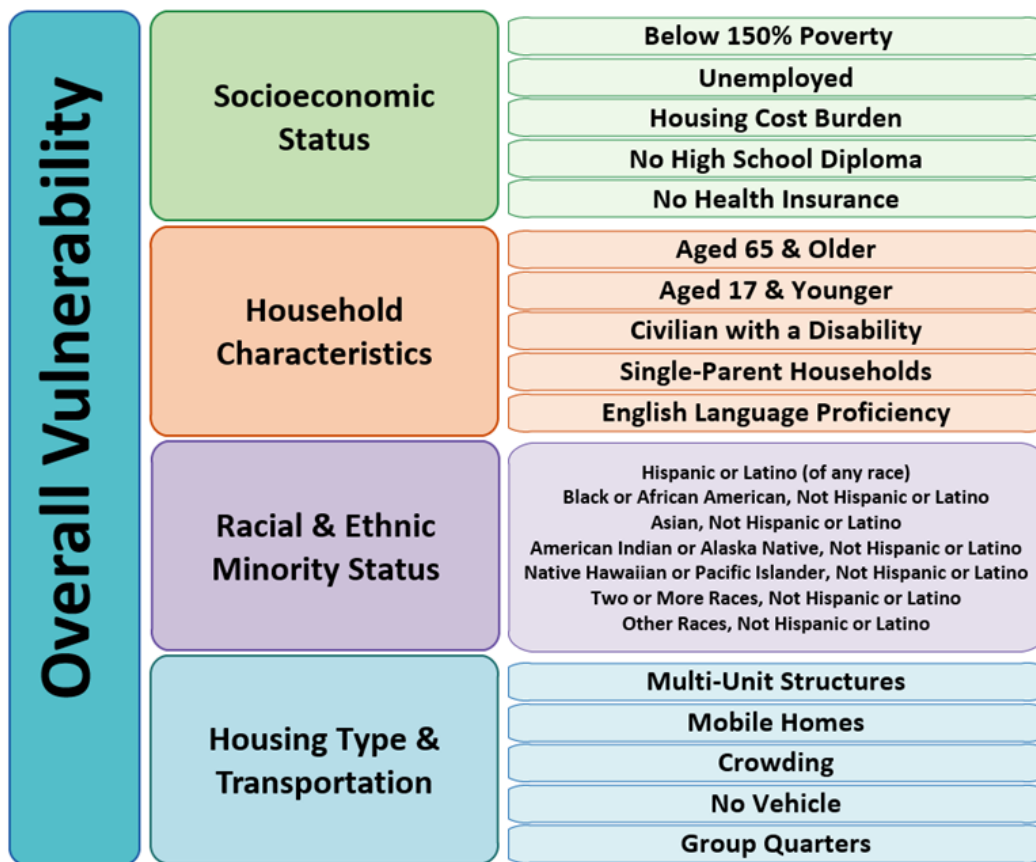 Overall Vulnerability
Socioeconomic
Status
Below 150% Poverty
Unemployed
Housing Cost Burden
No High School Diploma
No Health Insurance
Household
Characteristics
Aged 65 & Older
Aged 17 & Younger
Civilian with a Disability
Single-Parent Households
English Language Proficiency
Racial & Ethnic
Minority Status
Hispanic or Latino (of any race)
Black or African American, Not Hispanic or Latino
Asian, Not Hispanic or Latino
American Indian or Alaska Native, Not Hispanic or Latino
Native Hawaiian or Pacific Islander, Not Hispanic or Latino
Two or More Races, Not Hispanic or Latino
Other Races, Not Hispanic or Latino
Housing Type &
Transportation
Multi-Unit Structures
Mobile Homes
Crowding
No Vehicle
Group Quarters